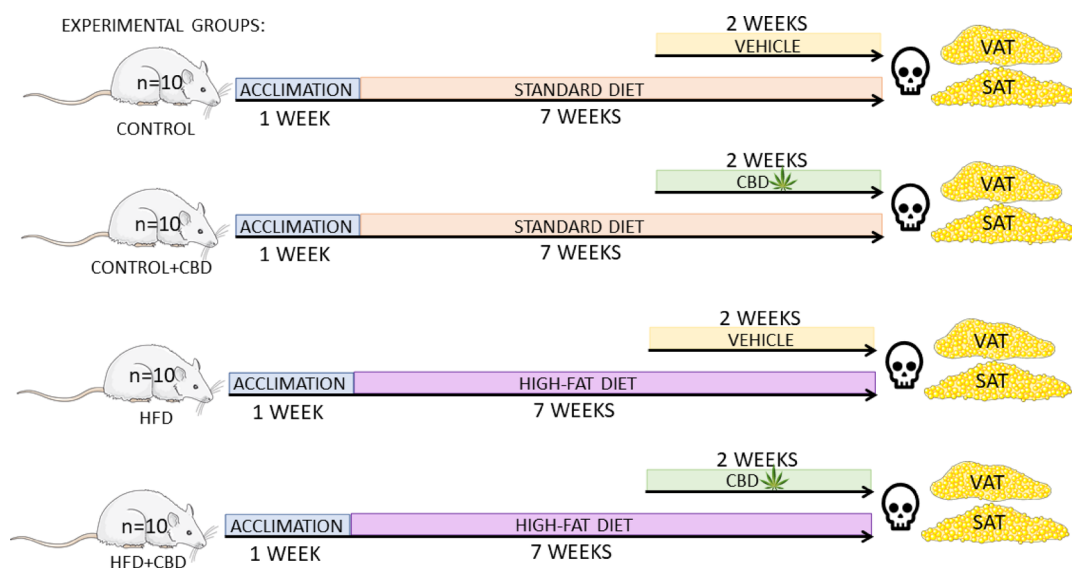 EXPERIMENTAL GROUPS:
2 WEEKS
VEHICLE
n=10
ACCLIMATION
STANDARD DIET
1 WEEK
7 WEEKS
CONTROL
VAT
SAT
2 WEEKS
CBD
n=10
ACCLIMATION
STANDARD DIET
1 WEEK
7 WEEKS
CONTROL+CBD
VAT
SAT
2 WEEKS
VEHICLE
n=10
ACCLIMATION
HIGH-FAT DIET
1 WEEK
7 WEEKS
HFD
VAT
SAT
2 WEEKS
CBD
n=10
ACCLIMATION
HIGH-FAT DIET
1 WEEK
7 WEEKS
HFD+CBD
VAT
SAT